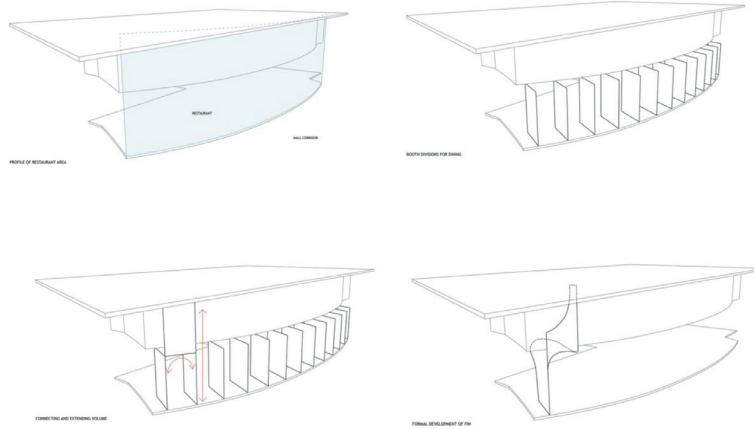 RESTAURANT
MALL CORRIDOR
PROFILE OF RESTAURANT AREA
BOOTH DIVISIONS FOR DINING
CONNECTING AND EXTENDING VOLUME
FORMAL DEVELOPMENT OF FIN